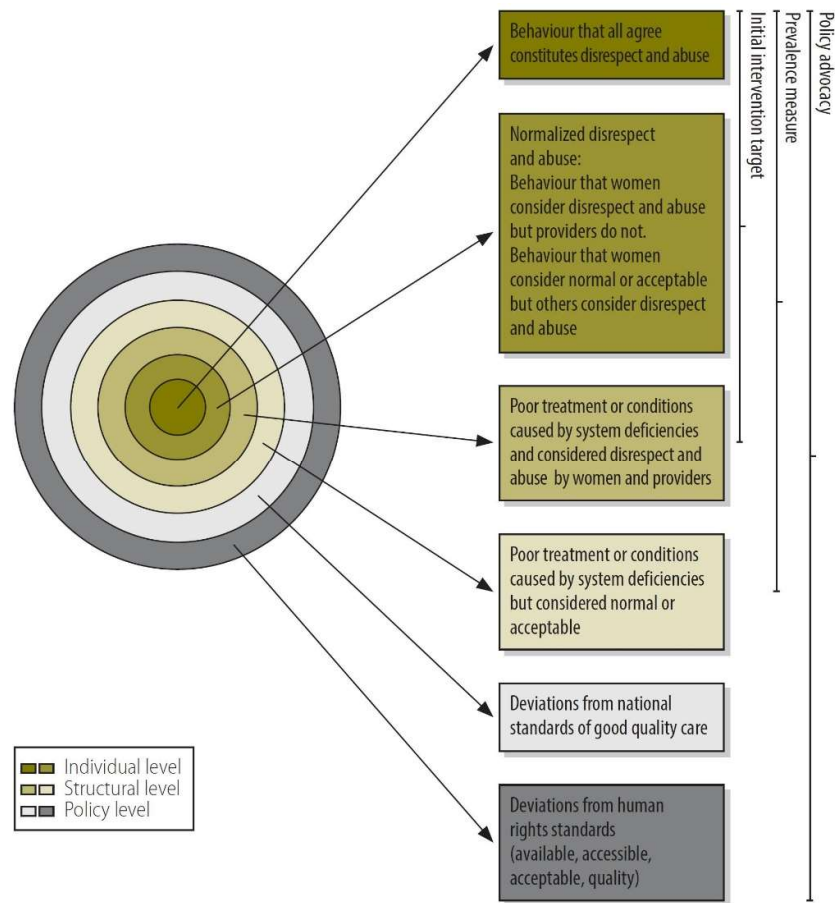 Behaviour that all agree
constitutes disrespect and abuse
Normalized disrespect
and abuse:
Behaviour that women
consider disrespect and abuse
but providers do not.
Behaviour that women
consider normal or acceptable
but others consider disrespect
and abuse
Poor treatment or conditions
caused by system deficiencies
and considered disrespect and
abuse by women and providers
Poor treatment or conditions
caused by system deficiencies
but considered normal or
acceptable
Deviations from national
standards of good quality care
Deviations from human
rights standards
(available, accessible,
acceptable, quality)
Initial intervention target
Prevalence measure
Policy advocacy
Individual level
Structural level
Policy level